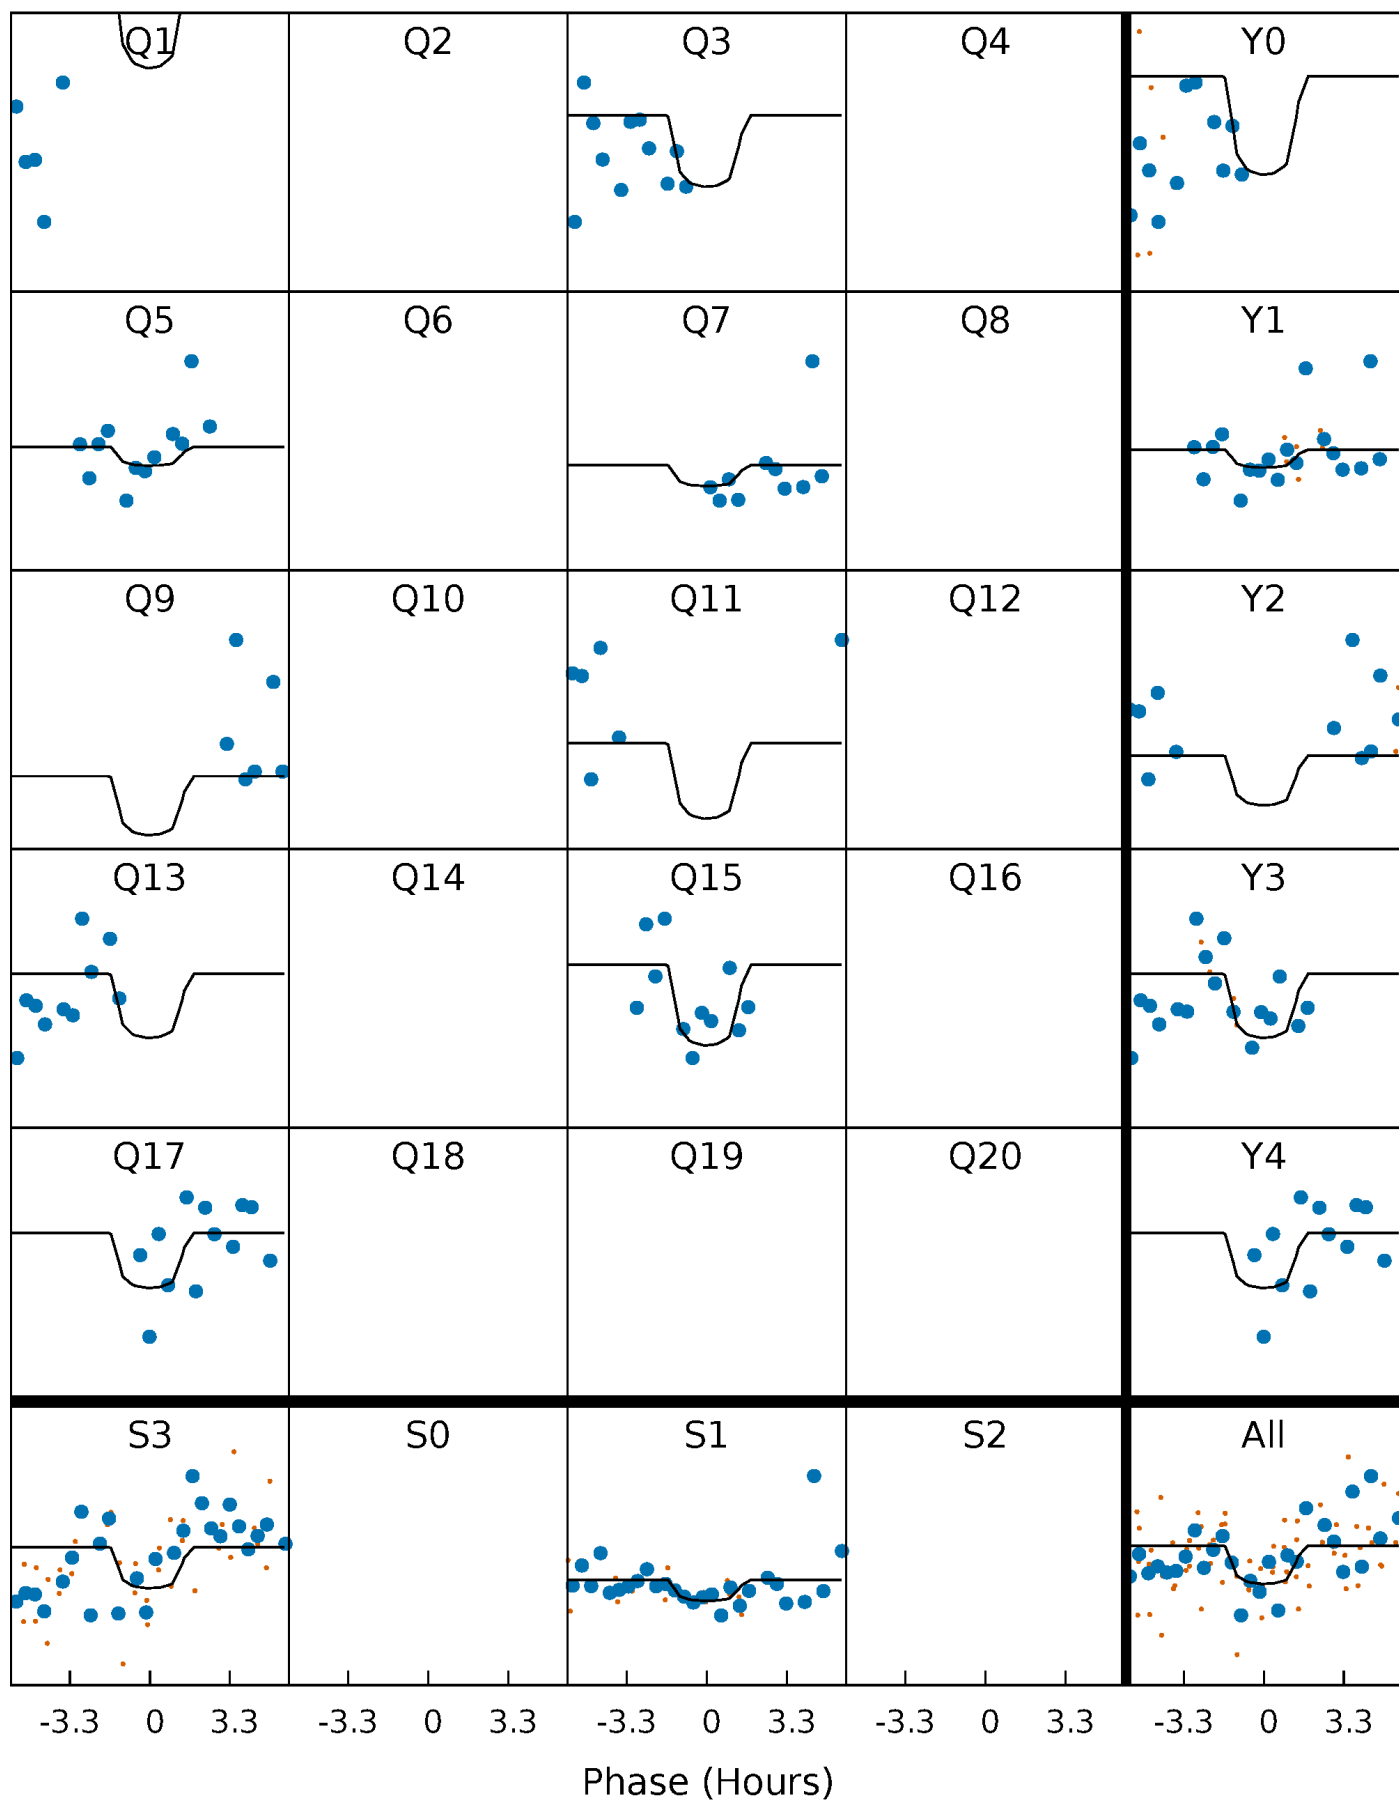 Q1 Q2 Q3 Q4 Y0
Q5 Q6 Q7 Q8 Y1
Q9 Q10 Q11 Q12 Y2
Q13 Q14 Q15 Q16 Y3
Q17 Q18 Q19 Q20 Y4
S3 S0 S1 S2 All
-3.3 0 3.3 -3.3 0 3.3 -3.3 0 3.3 -3.3 0 3.3 -3.3 0 3.3
Phase (Hours)